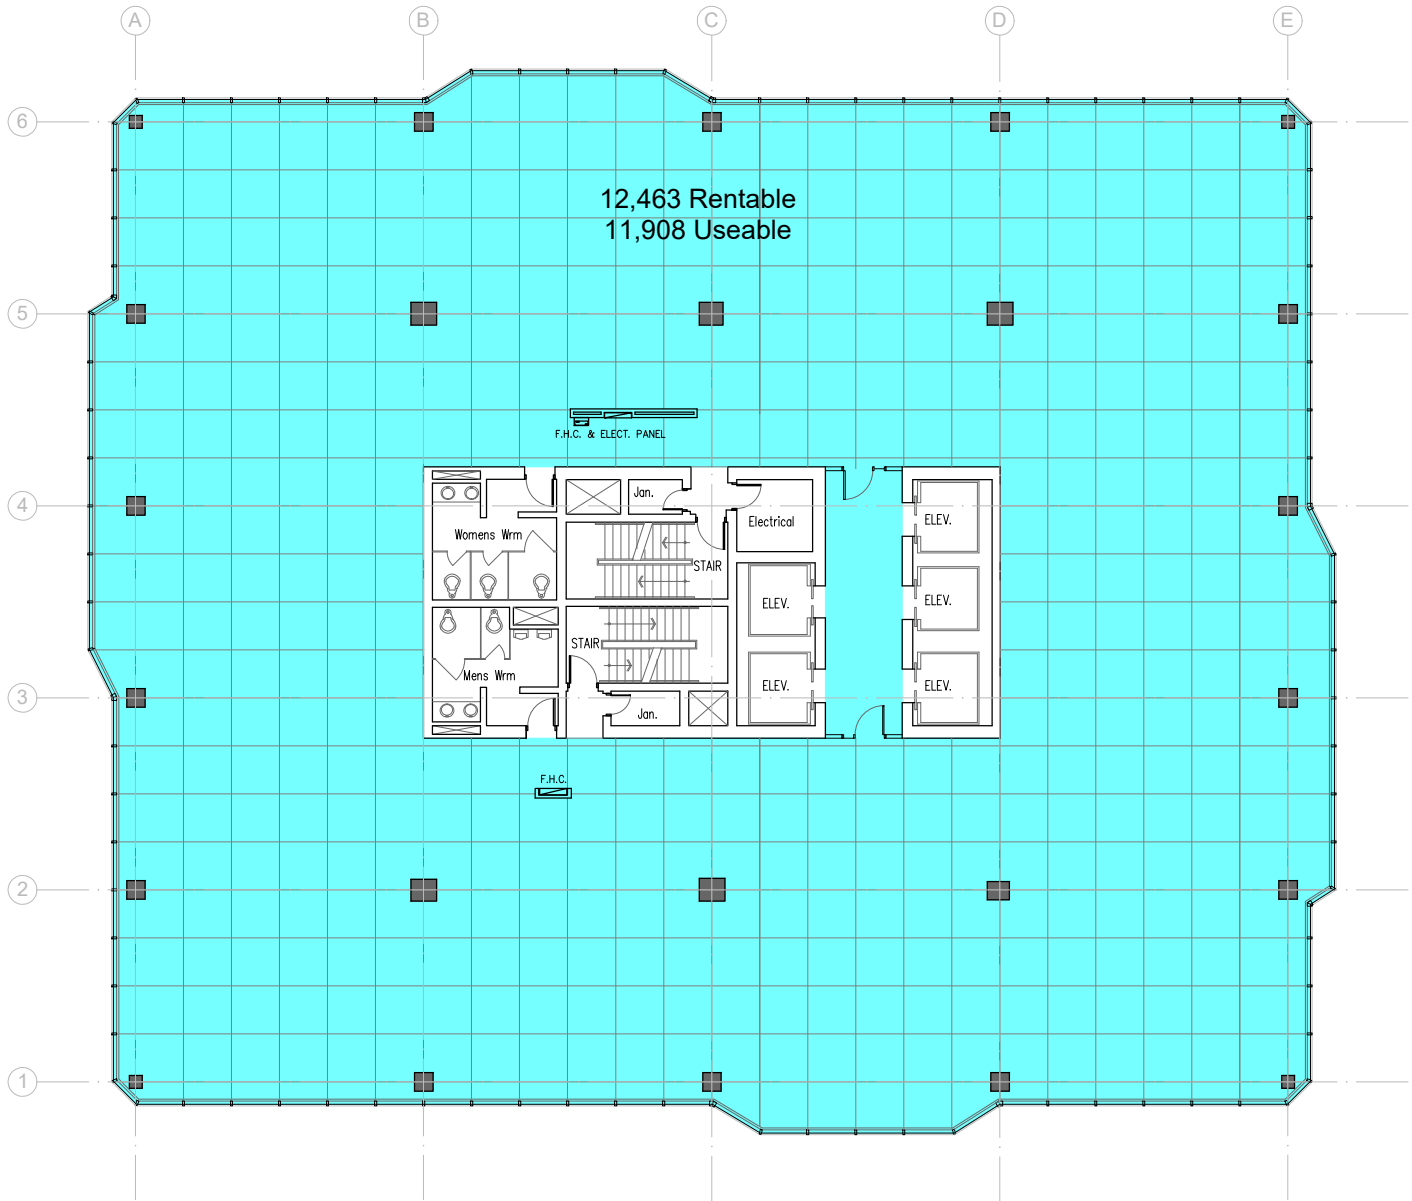 A B C D E
6
12,463 Rentable
11,908 Useable
5
F.H.C. & ELECT. PANEL
Jan.
4
Womens Wrm
Electrical
ELEV.
STAIR
ELEV.
ELEV.
STAIR
Mens Wrm
ELEV.
ELEV.
3
Jan.
F.H.C.
2
1